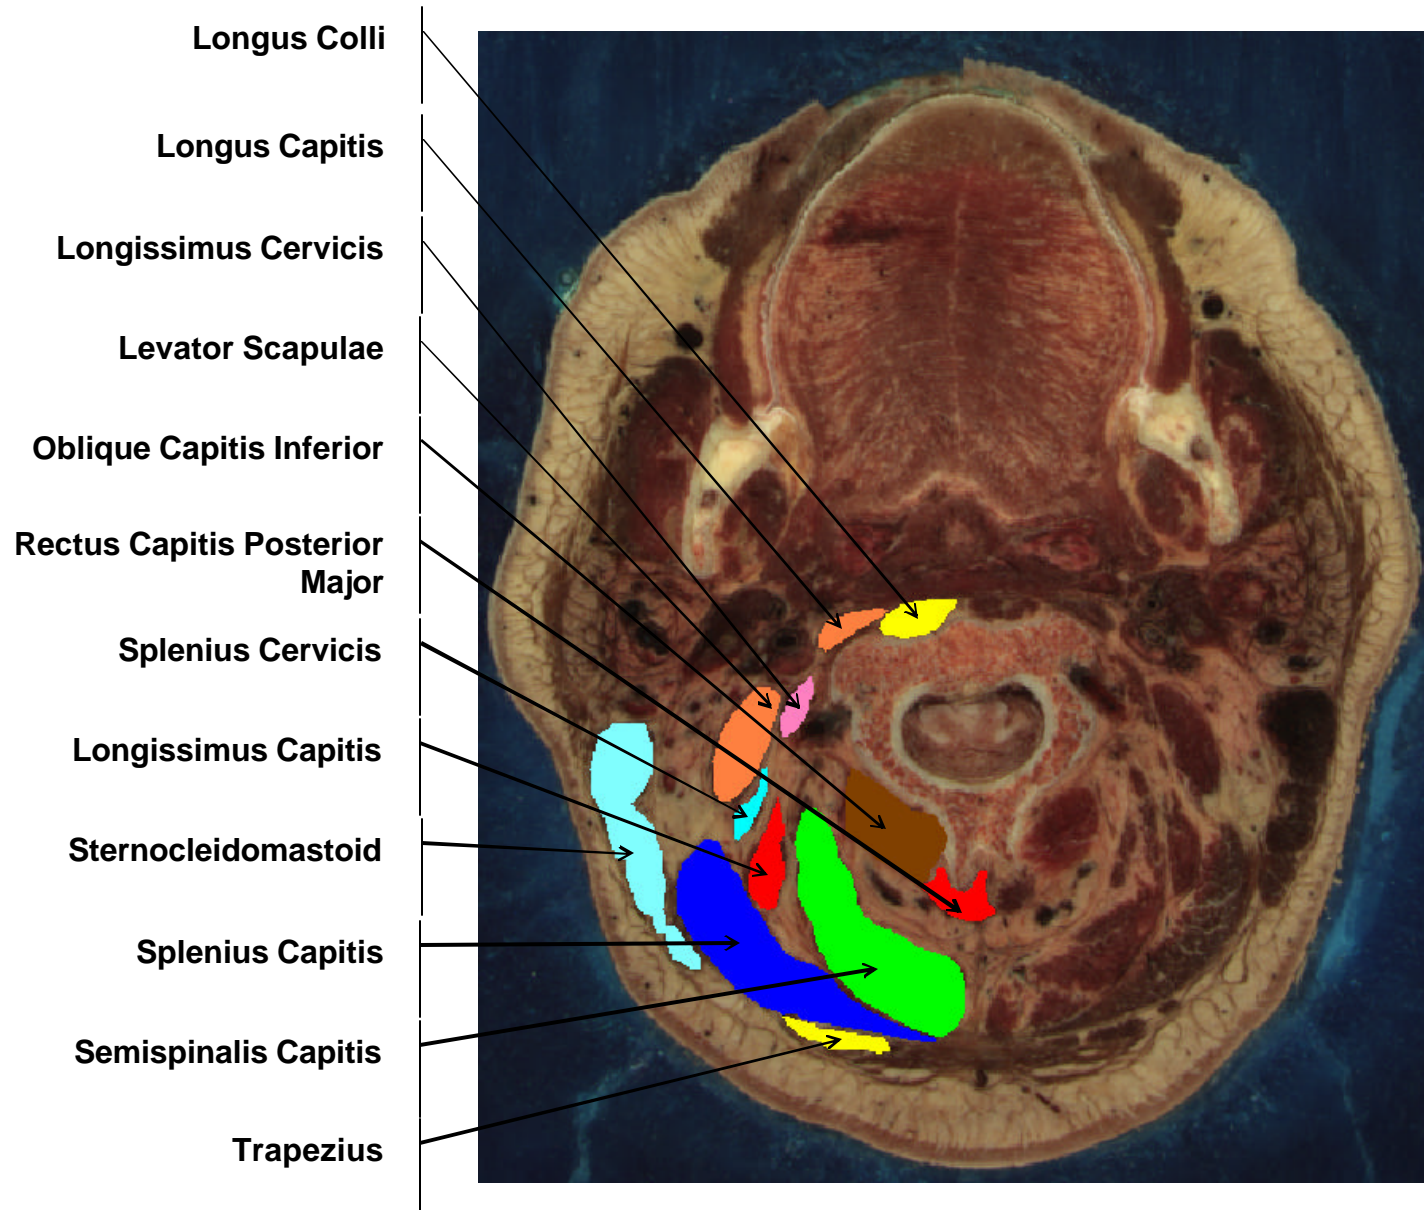 Longus Colli
Longus Capitis
Longissimus Cervicis
Levator Scapulae
Oblique Capitis Inferior
Rectus Capitis Posterior
Major
Splenius Cervicis
Longissimus Capitis
Sternocleidomastoid
Splenius Capitis
Semispinalis Capitis
Trapezius